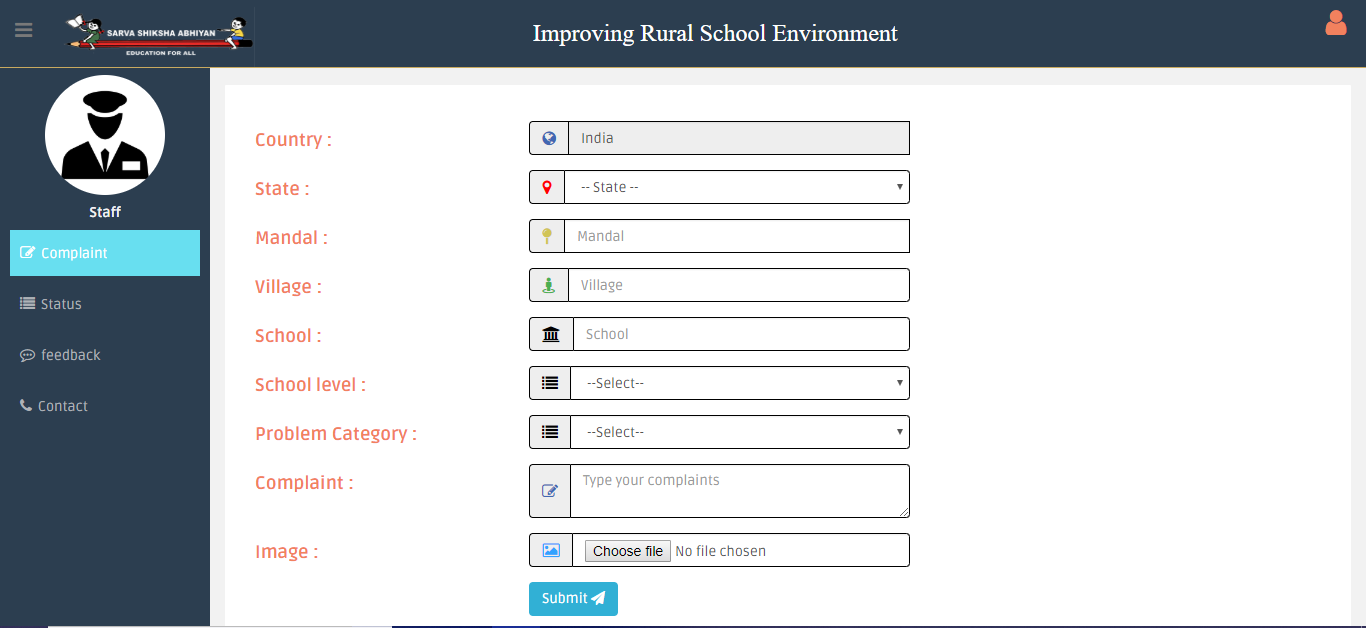 SARVA SHIKSHA ABHIYAN
EDUCATION FOR ALL
Improving Rural School Environment
Staff
Complaint
Status
feedback
Contact
Country : India
State : -- State --
Mandal : Mandal
Village : Village
School : School
School level : --Select--
Problem Category : --Select--
Complaint : Type your complaints
Image : Choose file No file chosen
Submit